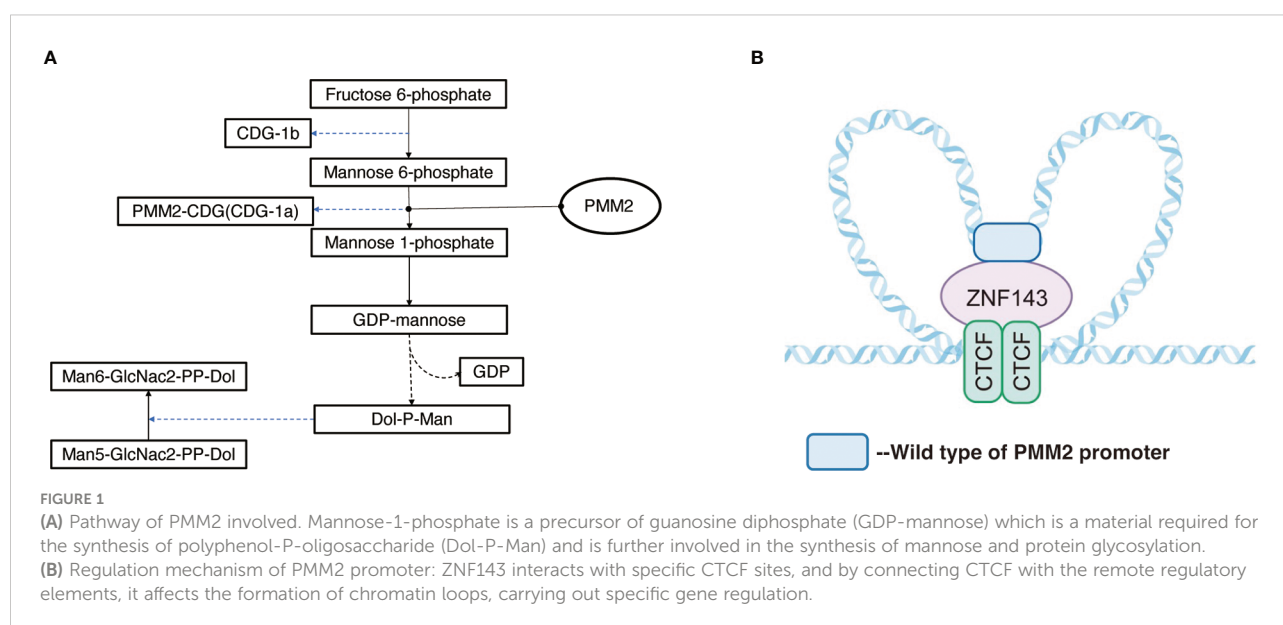 A
Fructose 6-phosphate
CDG-1b
Mannose 6-phosphate
PMM2-CDG(CDG-1a)
PMM2
Mannose 1-phosphate
GDP-mannose
GDP
Man6-GlcNac2-PP-Dol
Dol-P-Man
Man5-GlcNac2-PP-Dol
B
ZNF143
CTCF
CTCF
--Wild type of PMM2 promoter
FIGURE 1
(A) Pathway of PMM2 involved. Mannose-1-phosphate is a precursor of guanosine diphosphate (GDP-mannose) which is a material required for
the synthesis of polyphenol-P-oligosaccharide (Dol-P-Man) and is further involved in the synthesis of mannose and protein glycosylation.
(B) Regulation mechanism of PMM2 promoter: ZNF143 interacts with specific CTCF sites, and by connecting CTCF with the remote regulatory
elements, it affects the formation of chromatin loops, carrying out specific gene regulation.